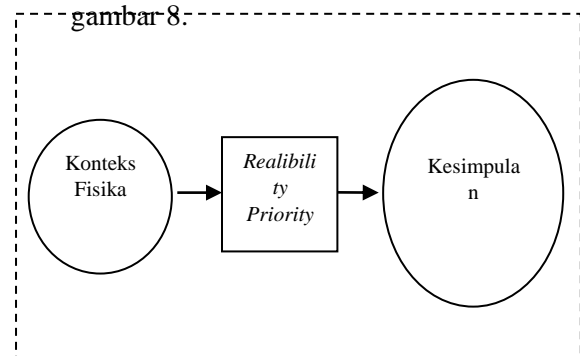 gambar 8.
Konteks
Fisika
Realibili
ty
Priority
Kesimpula
n